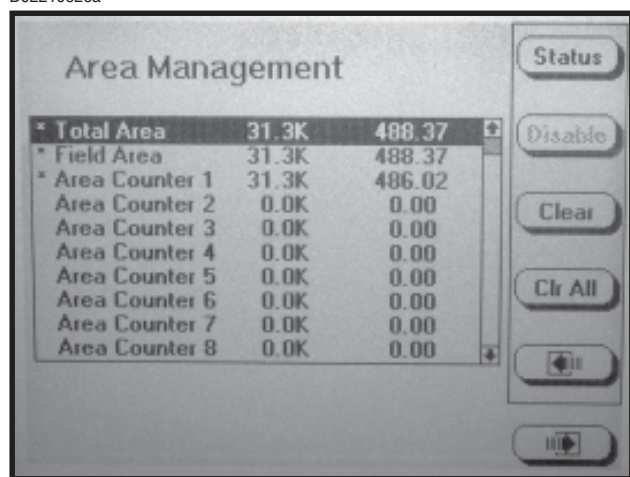 Area Management
* Total Area 31.3K 488.37
* Field Area 31.3K 488.37
* Area Counter 1 31.3K 486.02
Area Counter 2 0.0K 0.00
Area Counter 3 0.0K 0.00
Area Counter 4 0.0K 0.00
Area Counter 5 0.0K 0.00
Area Counter 6 0.0K 0.00
Area Counter 7 0.0K 0.00
Area Counter 8 0.0K 0.00
Status
Disable
Clear
Clr All